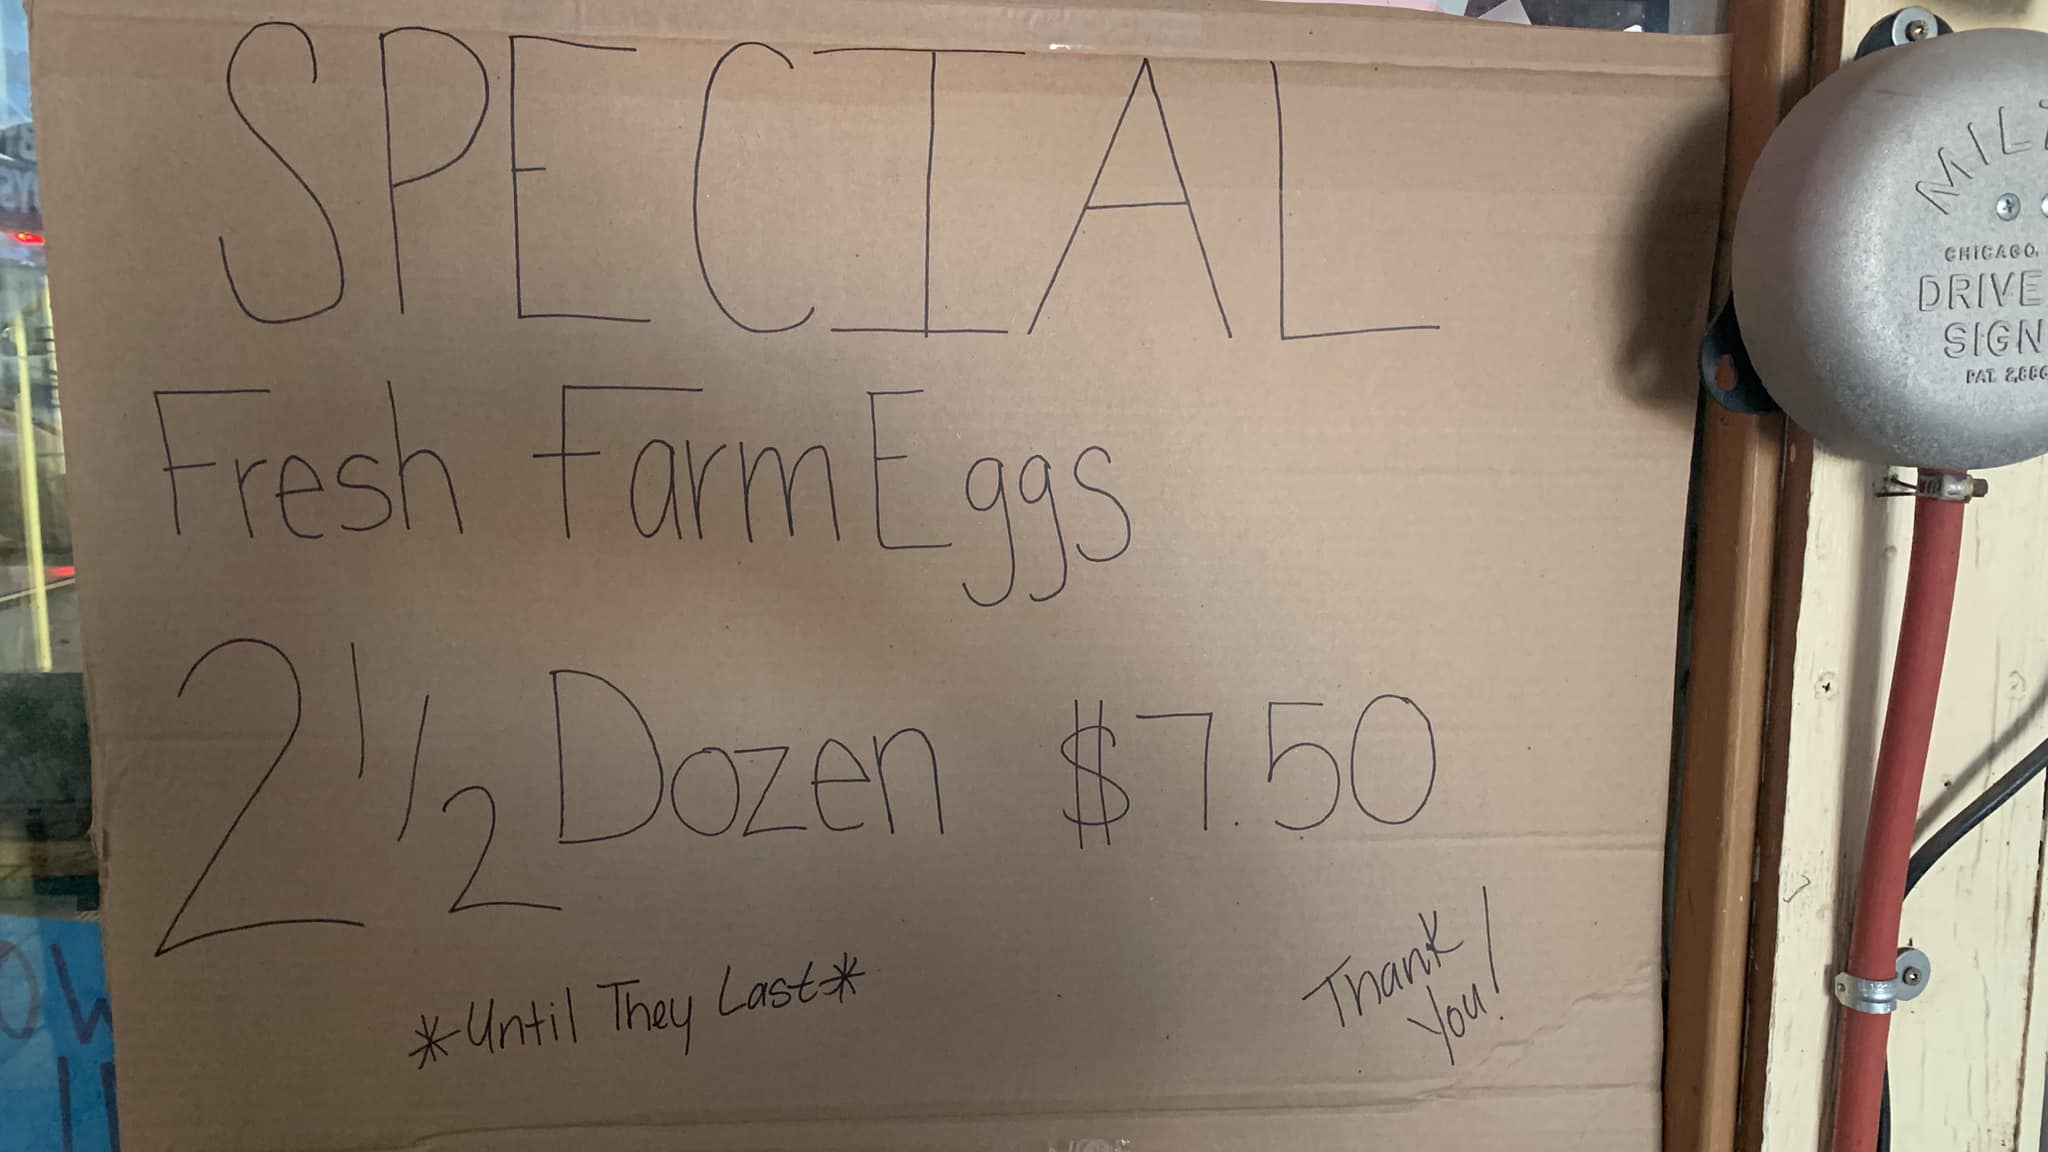 SPECIAL
Fresh Farm Eggs
2 1/2 Dozen $7.50
*Until They Last*
Thank
You!
CHICAGO.
DRIVE
SIGN